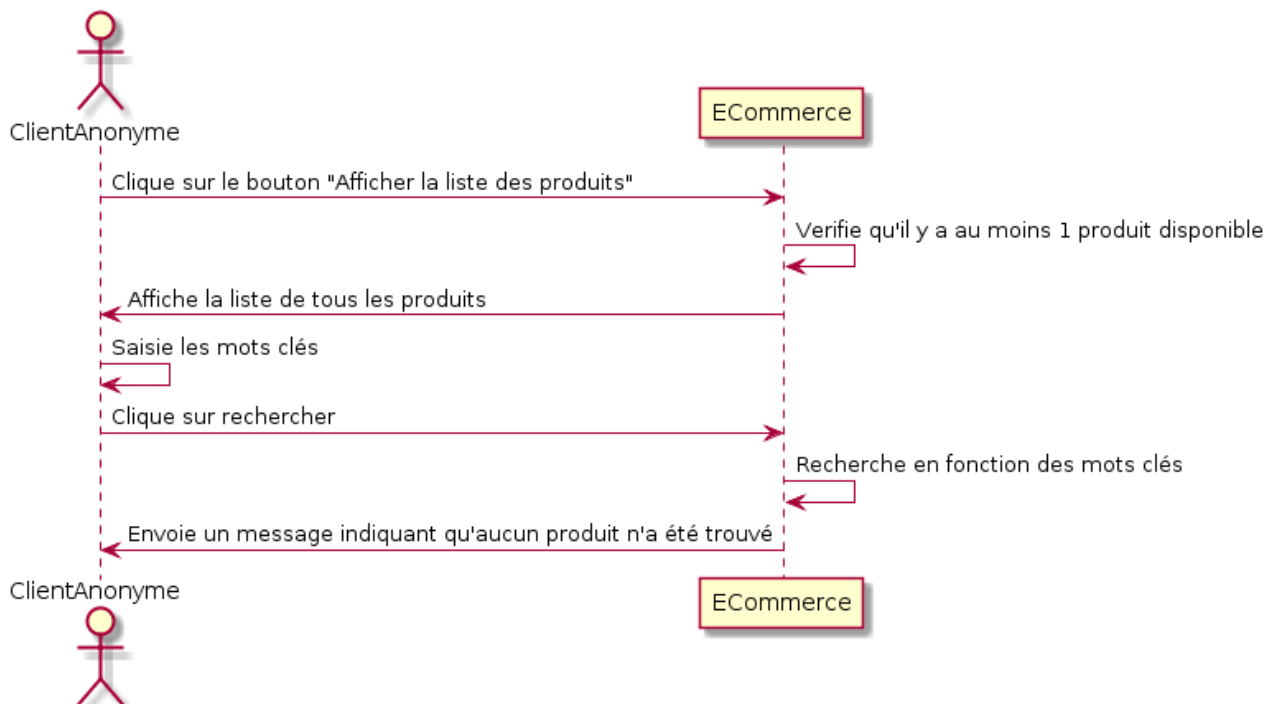 ClientAnonyme
ECommerce
Clique sur le bouton "Afficher la liste des produits"
Verifie qu'il y a au moins 1 produit disponible
Affiche la liste de tous les produits
Saisie les mots clés
Clique sur rechercher
Recherche en fonction des mots clés
Envoie un message indiquant qu'aucun produit n'a été trouvé
ClientAnonyme
ECommerce